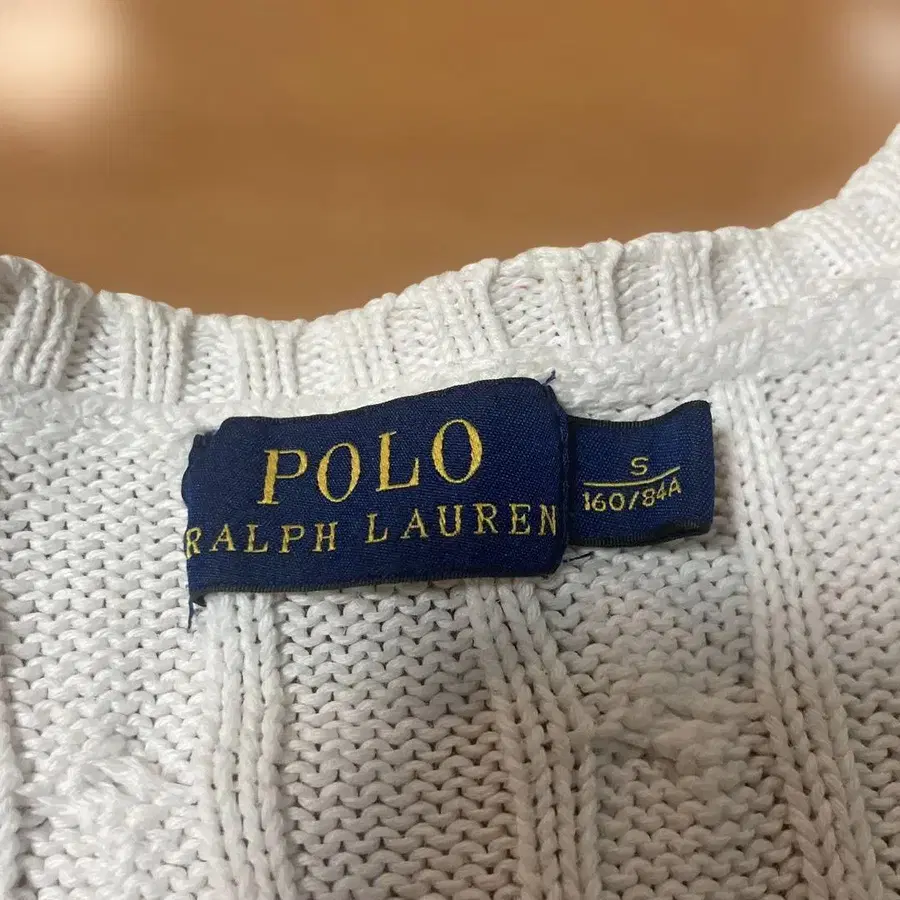 POLO
RALPH LAUREN
S
160/84A